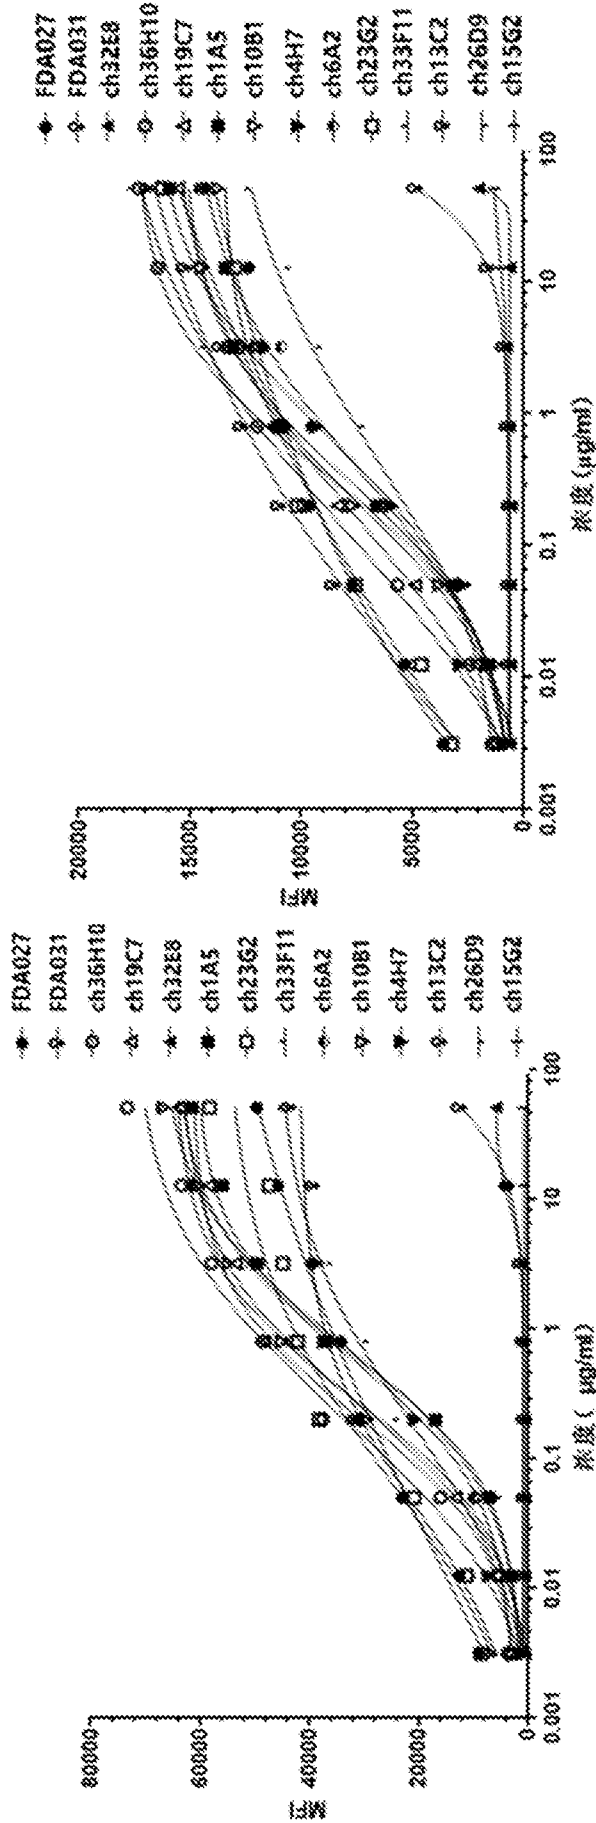 MFI
80000
60000
40000
20000
0
0.001
0.01
0.1
1
10
100
浓度 ( μg/ml)
FDA027
FDA031
ch36H10
ch19C7
ch32E8
ch1A5
ch23G2
ch33F11
ch6A2
ch10B1
ch4H7
ch13C2
ch26D9
ch15G2
MFI
20000
15000
10000
5000
0
0.001
0.01
0.1
1
10
100
浓度 (μg/ml)
FDA027
FDA031
ch32E8
ch36H10
ch19C7
ch1A5
ch10B1
ch4H7
ch6A2
ch23G2
ch33F11
ch13C2
ch26D9
ch15G2